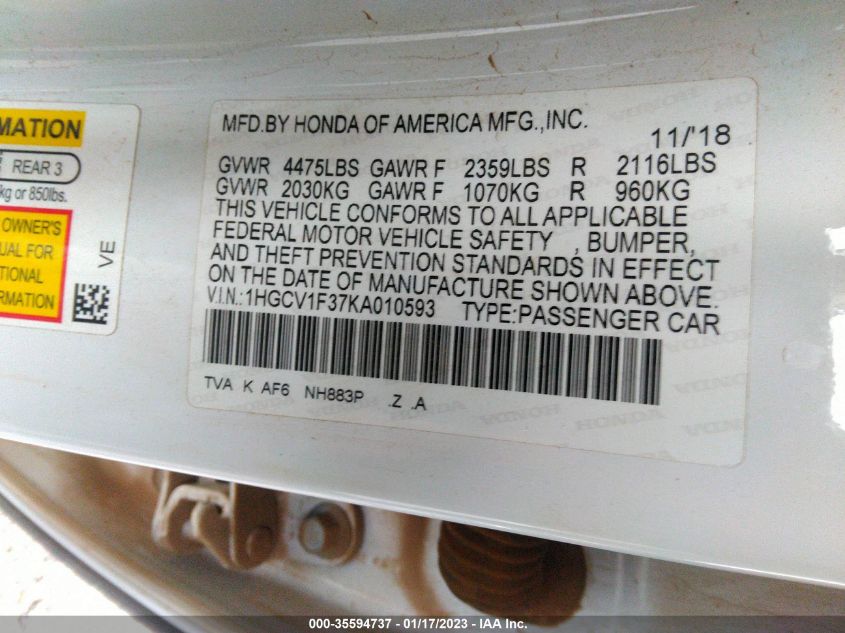 MATION
REAR 3
kg or 850lbs.
OWNER'S
UAL FOR
TIONAL
RMATION
VE
MFD.BY HONDA OF AMERICA MFG.,INC.
11/'18
GVWR 4475LBS GAWR F 2359LBS R 2116LBS
GVWR 2030KG GAWR F 1070KG R 960KG
THIS VEHICLE CONFORMS TO ALL APPLICABLE
FEDERAL MOTOR VEHICLE SAFETY , BUMPER,
AND THEFT PREVENTION STANDARDS IN EFFECT
ON THE DATE OF MANUFACTURE SHOWN ABOVE.
V.I.N.:1HGCV1F37KA010593 TYPE:PASSENGER CAR
TVA K AF6 NH883P .Z .A
HONDA HONDA HONDA
000-35594737 - 01/17/2023 - IAA Inc.